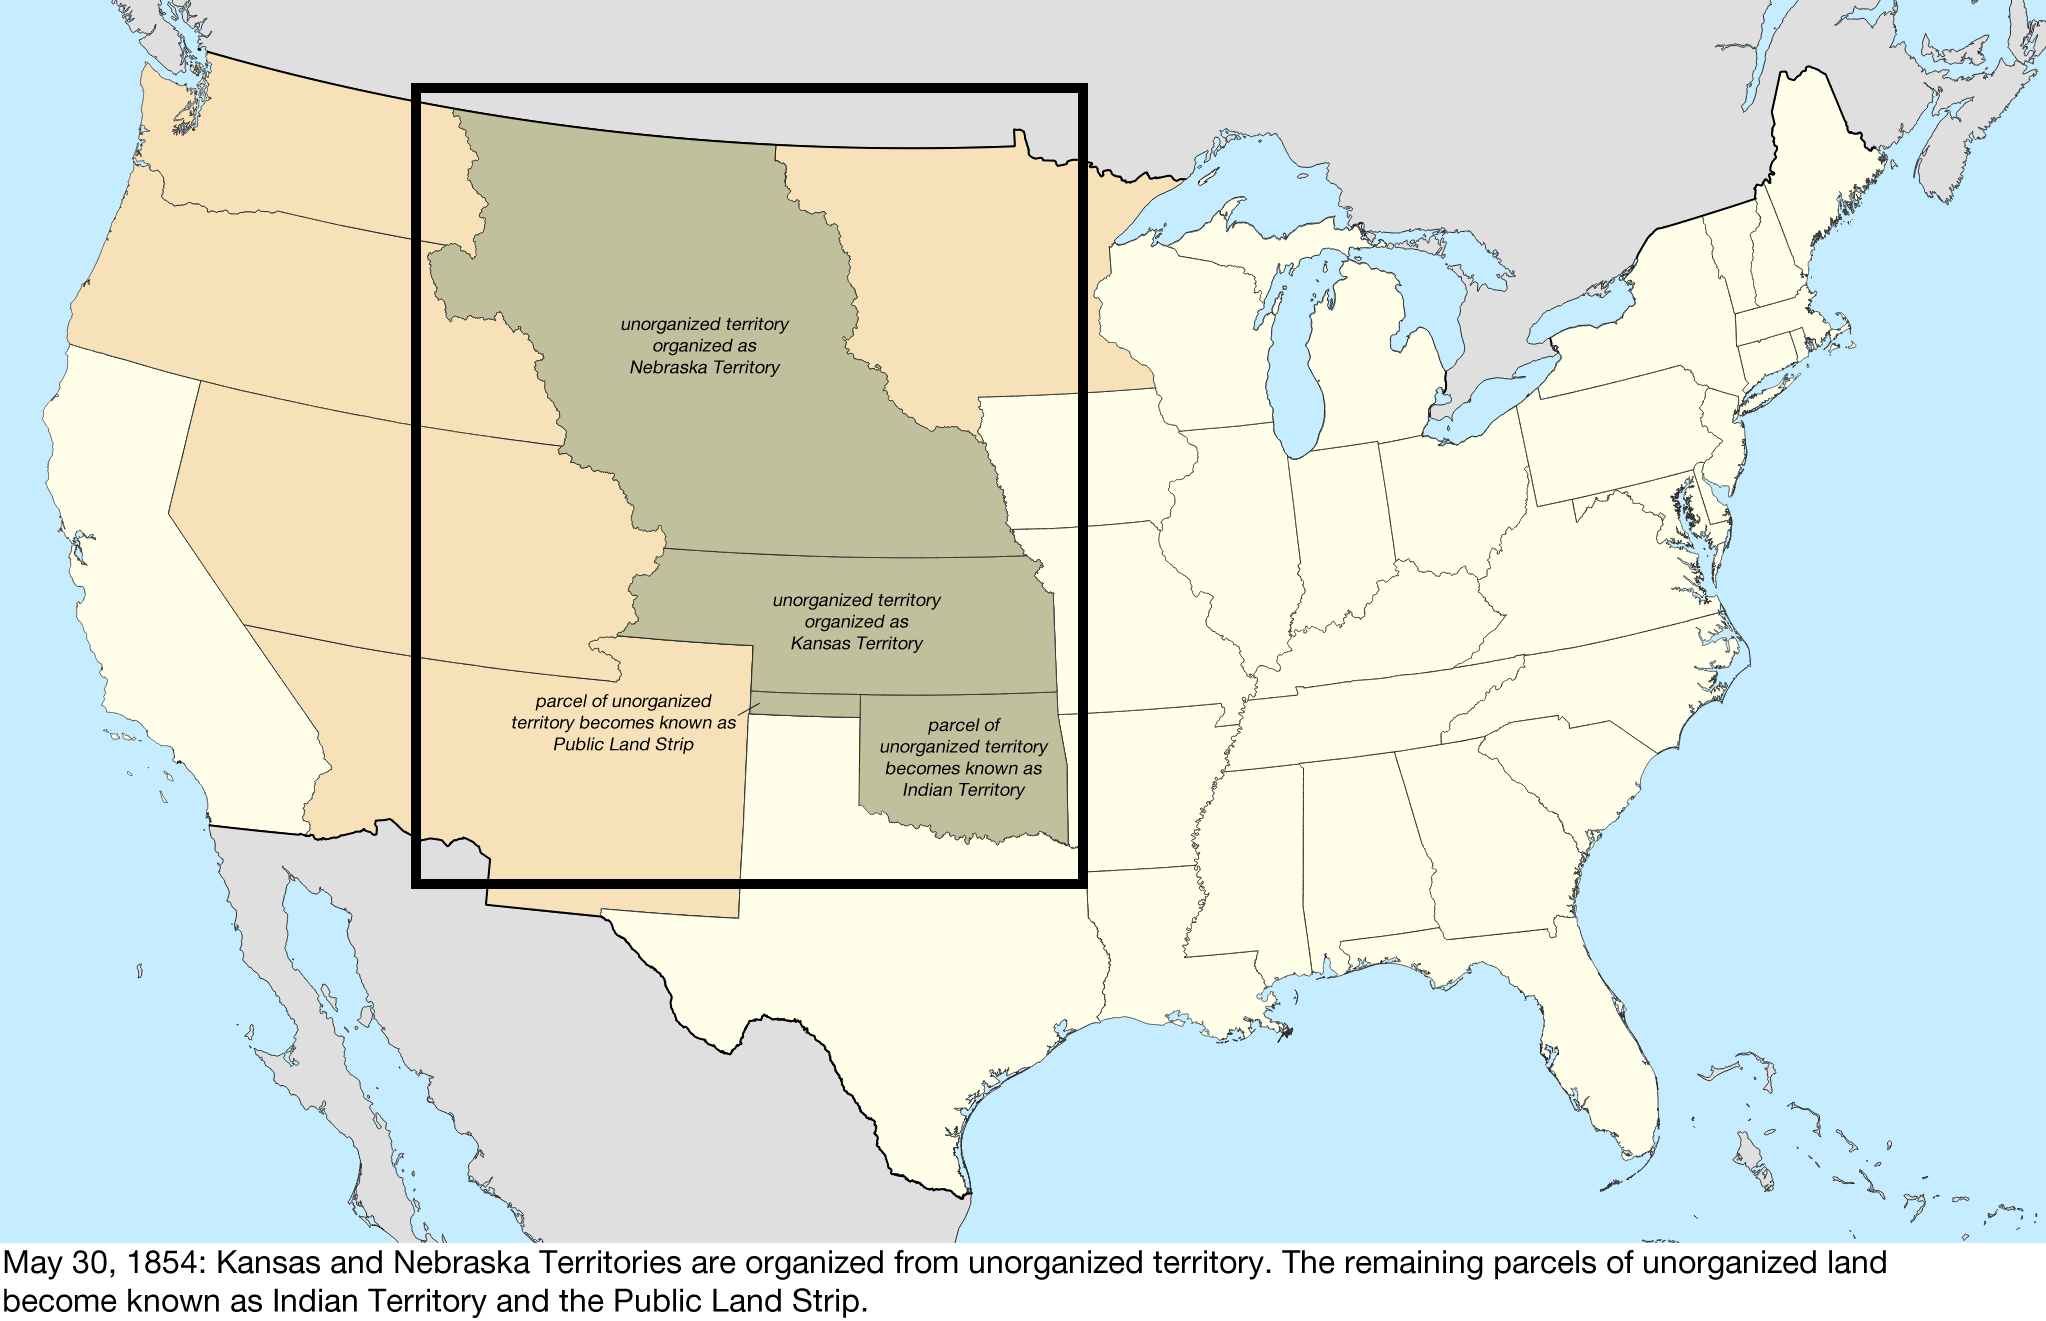 unorganized territory
organized as
Nebraska Territory
unorganized territory
organized as
Kansas Territory
parcel of unorganized
territory becomes known as
Public Land Strip
parcel of
unorganized territory
becomes known as
Indian Territory
May 30, 1854: Kansas and Nebraska Territories are organized from unorganized territory. The remaining parcels of unorganized land
become known as Indian Territory and the Public Land Strip.